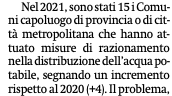 Nel 2021, sono stati 15 i Comu-
ni capoluogo di provincia o di cit-
tà metropolitana che hanno at-
tuato misure di razionamento
nella distribuzione dell'acqua po-
tabile, segnando un incremento
rispetto al 2020 (+4). Il problema,